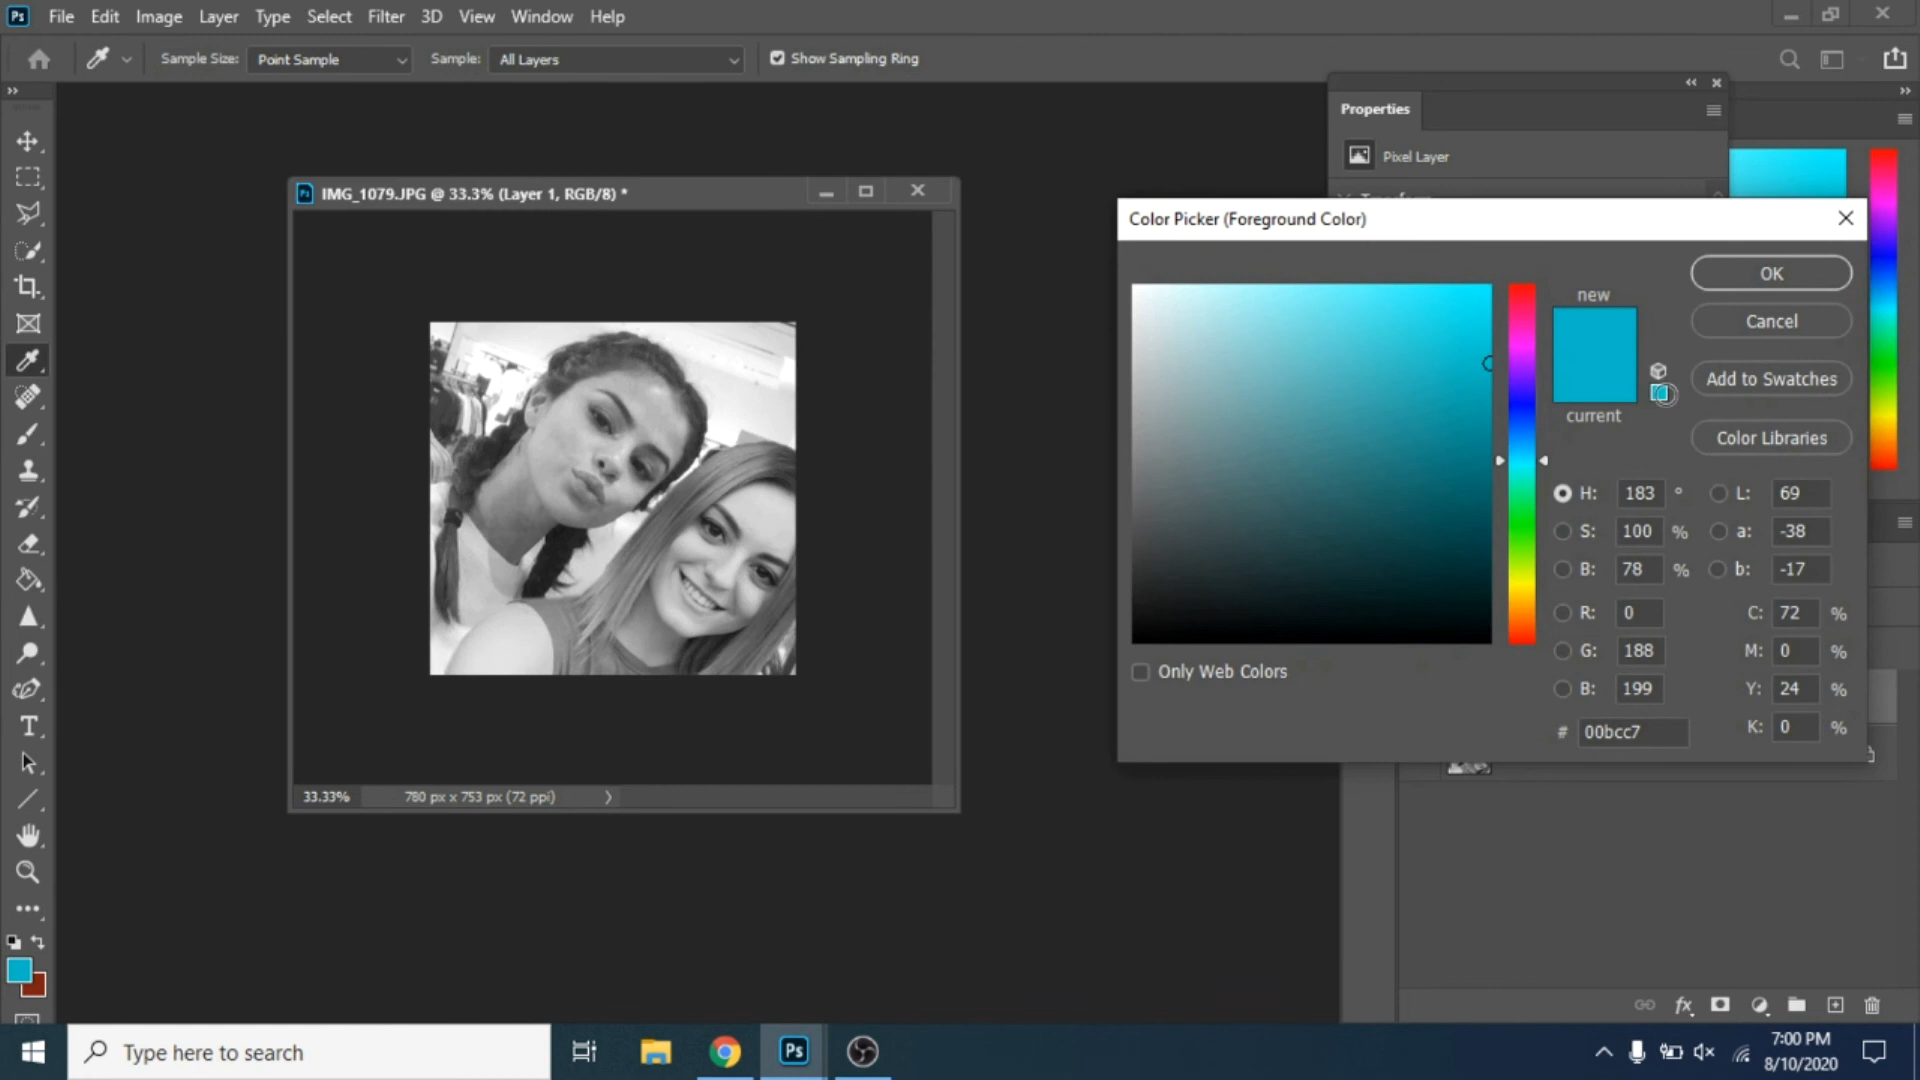 Ps File Edit Image Layer Type Select Filter 3D View Window Help
Sample Size: Point Sample Sample: All Layers Show Sampling Ring
Properties
Pixel Layer
Ps IMG_1079.JPG @ 33.3% (Layer 1, RGB/8) *
Color Picker (Foreground Color)
OK
new
Cancel
Add to Swatches
current
Color Libraries
H: 183 ° L: 69
S: 100 % a: -38
B: 78 % b: -17
R: 0 C: 72 %
G: 188 M: 0 %
B: 199 Y: 24 %
# 00bcc7 K: 0 %
Only Web Colors
33.33% 780 px x 753 px (72 ppi)
T
fx
Type here to search
Ps
7:00 PM
8/10/2020